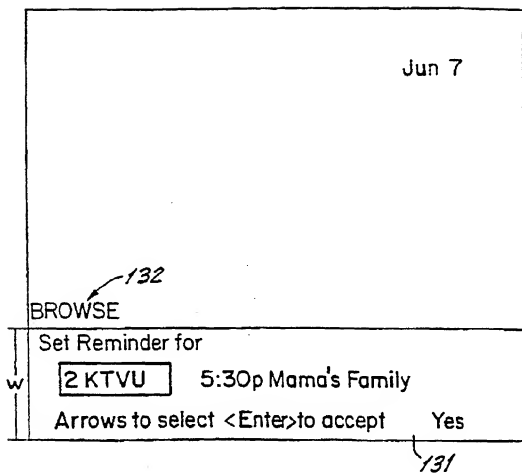 Jun 7
132
BROWSE
Set Reminder for
W
2 KTVU 5:30p Mama's Family
Arrows to select <Enter>to accept Yes
131